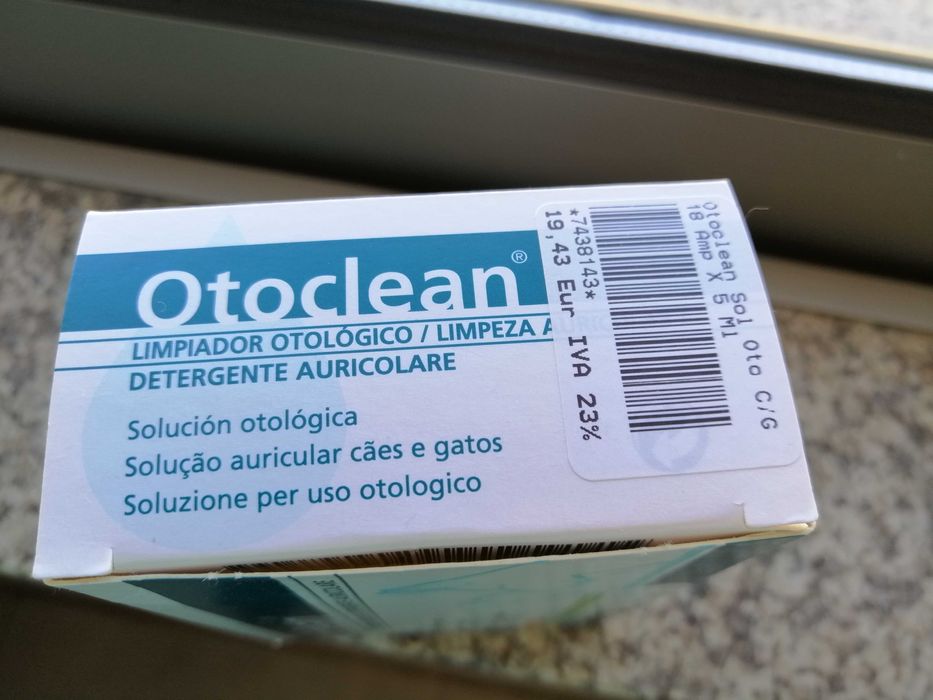 Otoclean®
LIMPIADOR OTOLÓGICO / LIMPEZA AURIC
DETERGENTE AURICOLARE
Solución otológica
Solução auricular cães e gatos
Soluzione per uso otologico
Otoclean Sol Oto C/G
18 Amp X 5 Ml
*7438143*
19,43 Eur IVA 23%